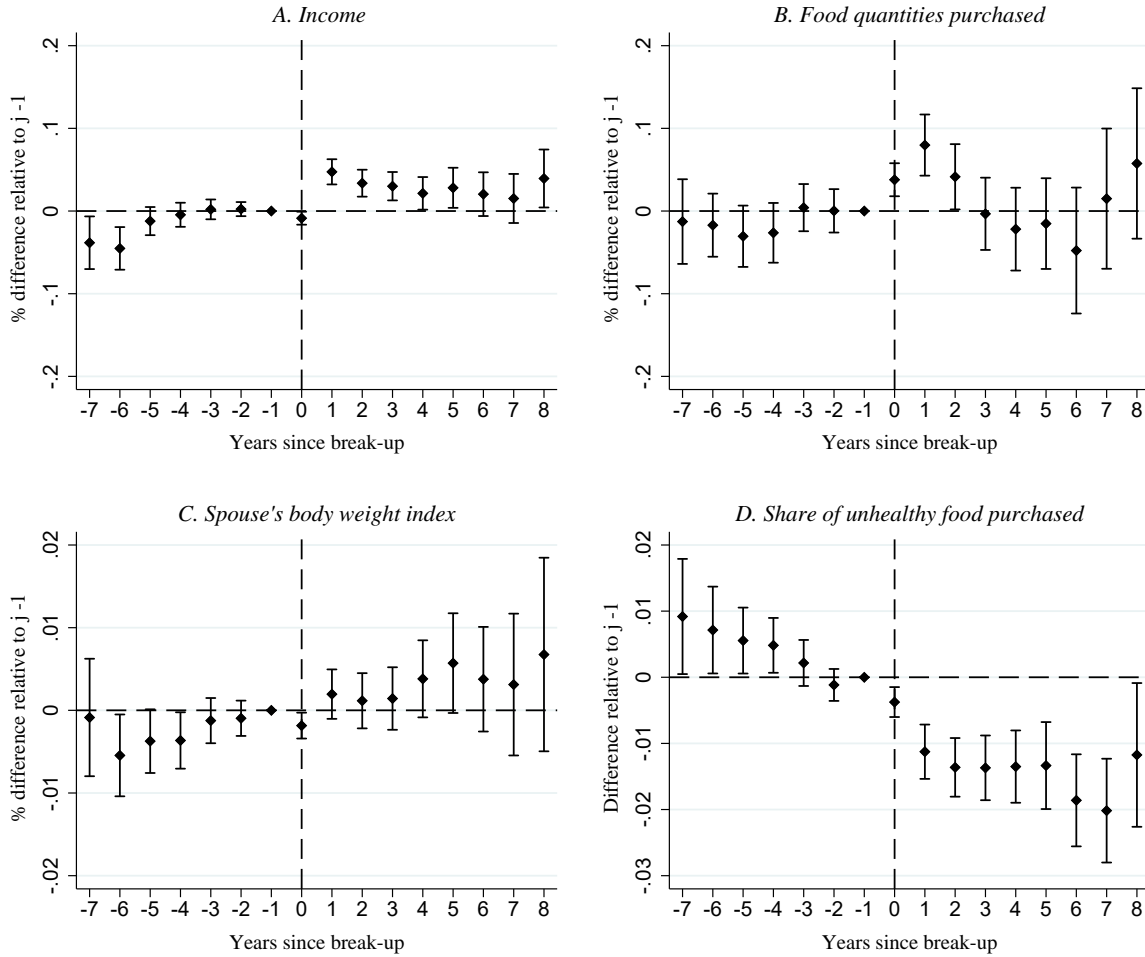 A. Income
% difference relative to j -1
.2
.1
0
-.1
-.2
-7 -6 -5 -4 -3 -2 -1 0 1 2 3 4 5 6 7 8
Years since break-up
B. Food quantities purchased
% difference relative to j -1
.2
.1
0
-.1
-.2
-7 -6 -5 -4 -3 -2 -1 0 1 2 3 4 5 6 7 8
Years since break-up
C. Spouse's body weight index
% difference relative to j -1
.02
.01
0
-.01
-.02
-7 -6 -5 -4 -3 -2 -1 0 1 2 3 4 5 6 7 8
Years since break-up
D. Share of unhealthy food purchased
Difference relative to j -1
.02
.01
0
-.01
-.02
-.03
-7 -6 -5 -4 -3 -2 -1 0 1 2 3 4 5 6 7 8
Years since break-up